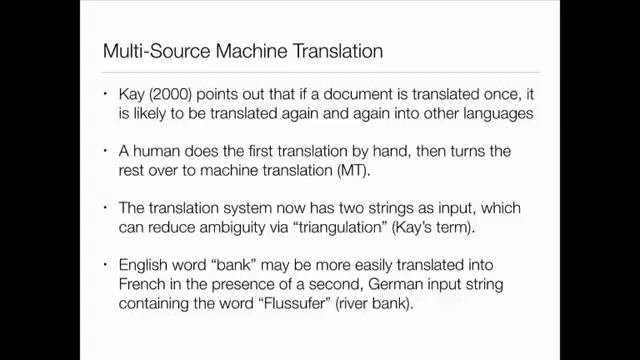 Multi-Source Machine Translation
• Kay (2000) points out that if a document is translated once, it
is likely to be translated again and again into other languages
• A human does the first translation by hand, then turns the
rest over to machine translation (MT).
• The translation system now has two strings as input, which
can reduce ambiguity via “triangulation” (Kay’s term).
• English word “bank” may be more easily translated into
French in the presence of a second, German input string
containing the word “Flussufer” (river bank).